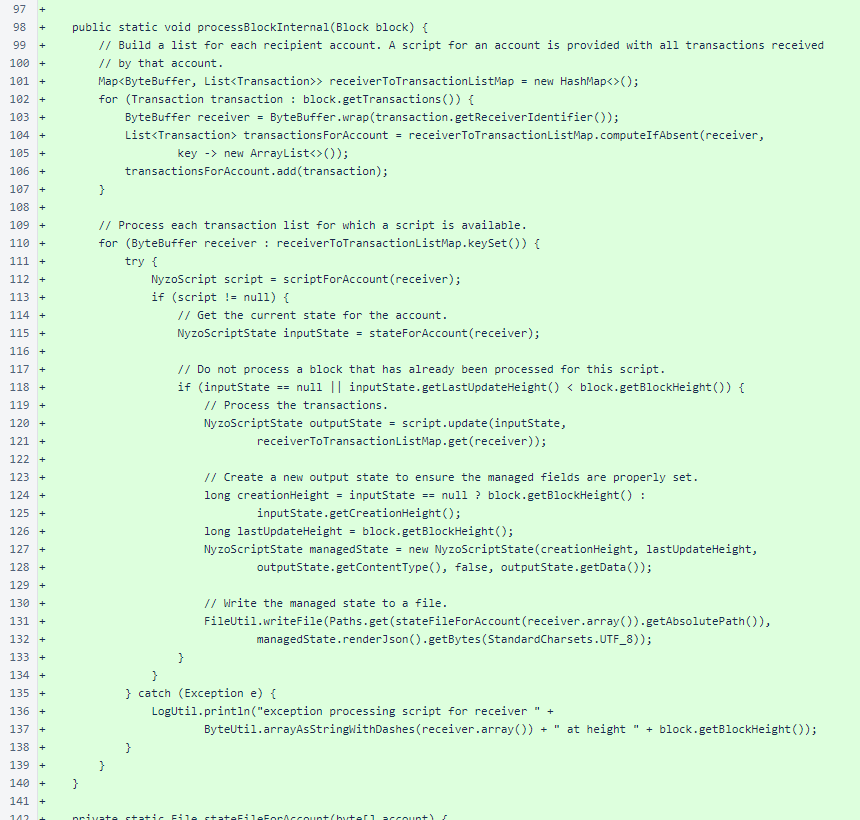 97 +
98 + public static void processBlockInternal(Block block) {
99 + // Build a list for each recipient account. A script for an account is provided with all transactions received
100 + // by that account.
101 + Map<ByteBuffer, List<Transaction>> receiverToTransactionListMap = new HashMap<>();
102 + for (Transaction transaction : block.getTransactions()) {
103 + ByteBuffer receiver = ByteBuffer.wrap(transaction.getReceiverIdentifier());
104 + List<Transaction> transactionsForAccount = receiverToTransactionListMap.computeIfAbsent(receiver,
105 + key -> new ArrayList<>());
106 + transactionsForAccount.add(transaction);
107 + }
108 +
109 + // Process each transaction list for which a script is available.
110 + for (ByteBuffer receiver : receiverToTransactionListMap.keySet()) {
111 + try {
112 + NyzoScript script = scriptForAccount(receiver);
113 + if (script != null) {
114 + // Get the current state for the account.
115 + NyzoScriptState inputState = stateForAccount(receiver);
116 +
117 + // Do not process a block that has already been processed for this script.
118 + if (inputState == null || inputState.getLastUpdateHeight() < block.getBlockHeight()) {
119 + // Process the transactions.
120 + NyzoScriptState outputState = script.update(inputState,
121 + receiverToTransactionListMap.get(receiver));
122 +
123 + // Create a new output state to ensure the managed fields are properly set.
124 + long creationHeight = inputState == null ? block.getBlockHeight() :
125 + inputState.getCreationHeight();
126 + long lastUpdateHeight = block.getBlockHeight();
127 + NyzoScriptState managedState = new NyzoScriptState(creationHeight, lastUpdateHeight,
128 + outputState.getContentType(), false, outputState.getData());
129 +
130 + // Write the managed state to a file.
131 + FileUtil.writeFile(Paths.get(stateFileForAccount(receiver.array()).getAbsolutePath()),
132 + managedState.renderJson().getBytes(StandardCharsets.UTF_8));
133 + }
134 + }
135 + } catch (Exception e) {
136 + LogUtil.println("exception processing script for receiver " +
137 + ByteUtil.arrayAsStringWithDashes(receiver.array()) + " at height " + block.getBlockHeight());
138 + }
139 + }
140 + }
141 +
142 + private static File stateFileForAccount(byte[] account) {